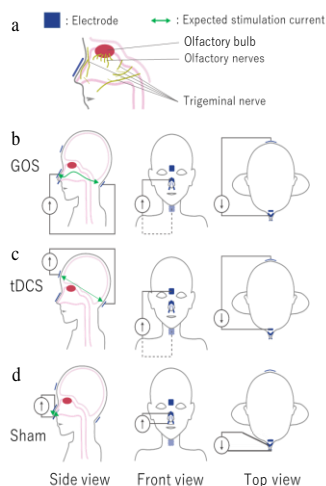 a
: Electrode
: Expected stimulation current
Olfactory bulb
Olfactory nerves
Trigeminal nerve
b
GOS
c
tDCS
d
Sham
Side view Front view Top view